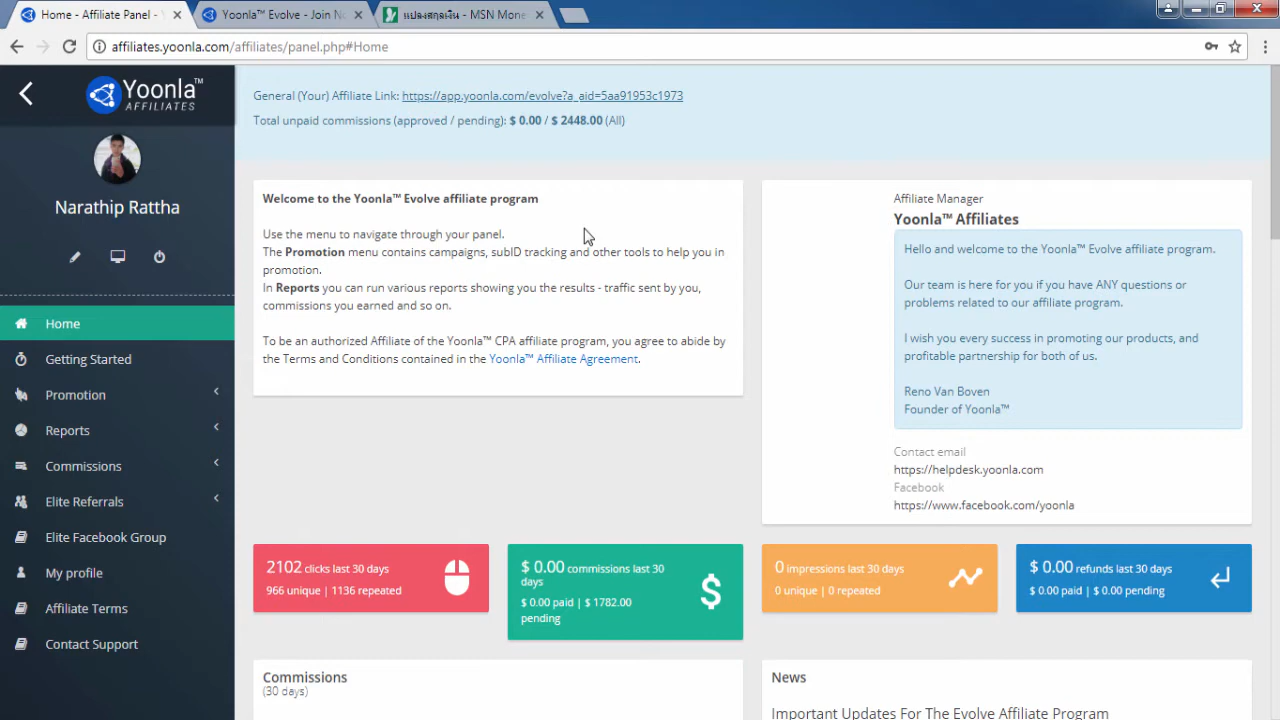 Home - Affiliate Panel -
Yoonla™ Evolve - Join N
แปลงสกุลเงิน - MSN Mone
affiliates.yoonla.com/affiliates/panel.php#Home
Yoonla™
AFFILIATES
Narathip Rattha
Home
Getting Started
Promotion
Reports
Commissions
Elite Referrals
Elite Facebook Group
My profile
Affiliate Terms
Contact Support
General (Your) Affiliate Link: https://app.yoonla.com/evolve?a_aid=5aa91953c1973
Total unpaid commissions (approved / pending): $ 0.00 / $ 2448.00 (All)
Welcome to the Yoonla™ Evolve affiliate program
Use the menu to navigate through your panel.
The Promotion menu contains campaigns, subID tracking and other tools to help you in
promotion.
In Reports you can run various reports showing you the results - traffic sent by you,
commissions you earned and so on.
To be an authorized Affiliate of the Yoonla™ CPA affiliate program, you agree to abide by
the Terms and Conditions contained in the Yoonla™ Affiliate Agreement.
Affiliate Manager
Yoonla™ Affiliates
Hello and welcome to the Yoonla™ Evolve affiliate program.
Our team is here for you if you have ANY questions or
problems related to our affiliate program.
I wish you every success in promoting our products, and
profitable partnership for both of us.
Reno Van Boven
Founder of Yoonla™
Contact email
https://helpdesk.yoonla.com
Facebook
https://www.facebook.com/yoonla
2102 clicks last 30 days
966 unique | 1136 repeated
$ 0.00 commissions last 30
days
$ 0.00 paid | $ 1782.00
pending
0 impressions last 30 days
0 unique | 0 repeated
$ 0.00 refunds last 30 days
$ 0.00 paid | $ 0.00 pending
Commissions
(30 days)
News
Important Updates For The Evolve Affiliate Program